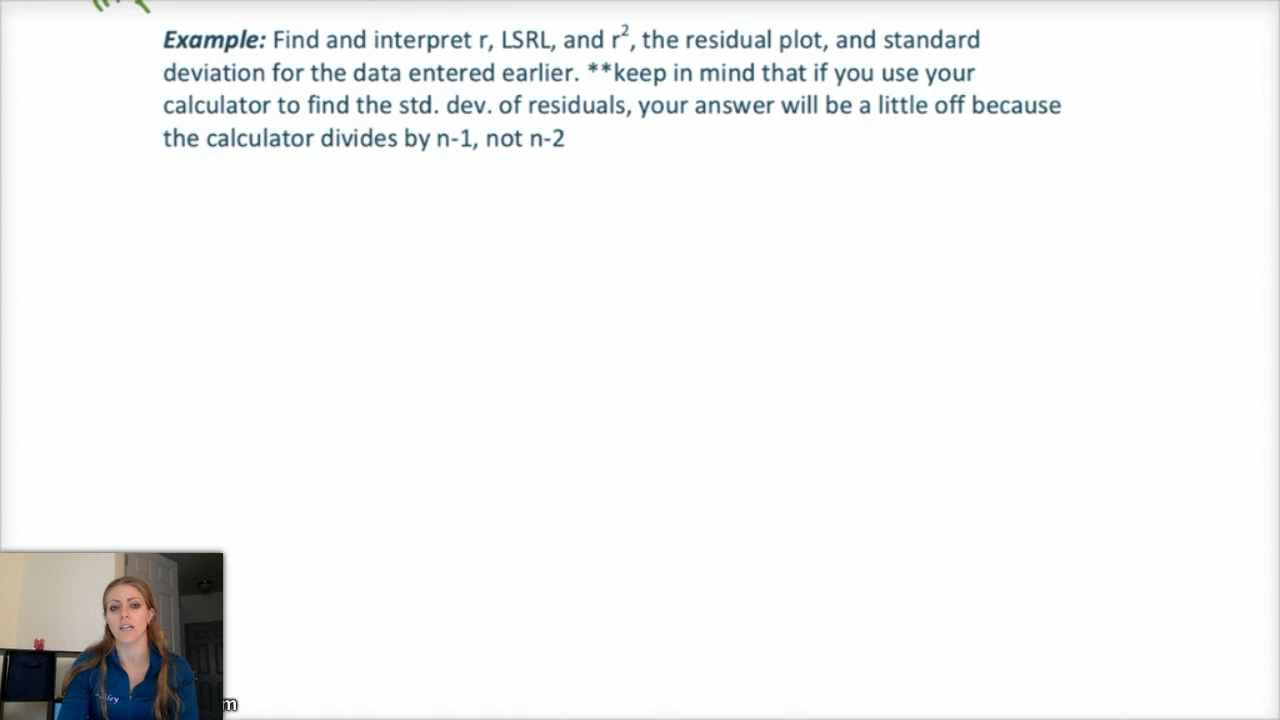 Example: Find and interpret r, LSRL, and r², the residual plot, and standard
deviation for the data entered earlier. **keep in mind that if you use your
calculator to find the std. dev. of residuals, your answer will be a little off because
the calculator divides by n-1, not n-2
m